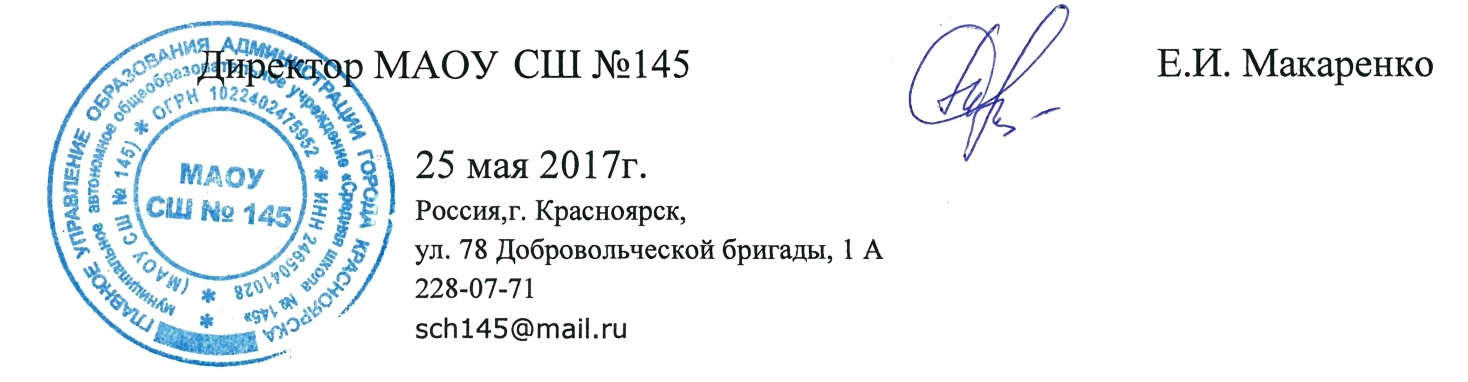 Директор МАОУ СШ №145 Е.И. Макаренко
25 мая 2017г.
Россия,г. Красноярск,
ул. 78 Добровольческой бригады, 1 А
228-07-71
sch145@mail.ru
ГЛАВНОЕ УПРАВЛЕНИЕ ОБРАЗОВАНИЯ АДМИНИСТРАЦИИ ГОРОДА КРАСНОЯРСКА
муниципальное автономное общеобразовательное учреждение «Средняя школа № 145» *
(МАОУ СШ № 145) * ОГРН 1022402475952 * ИНН 2465041028 *
МАОУ
СШ № 145